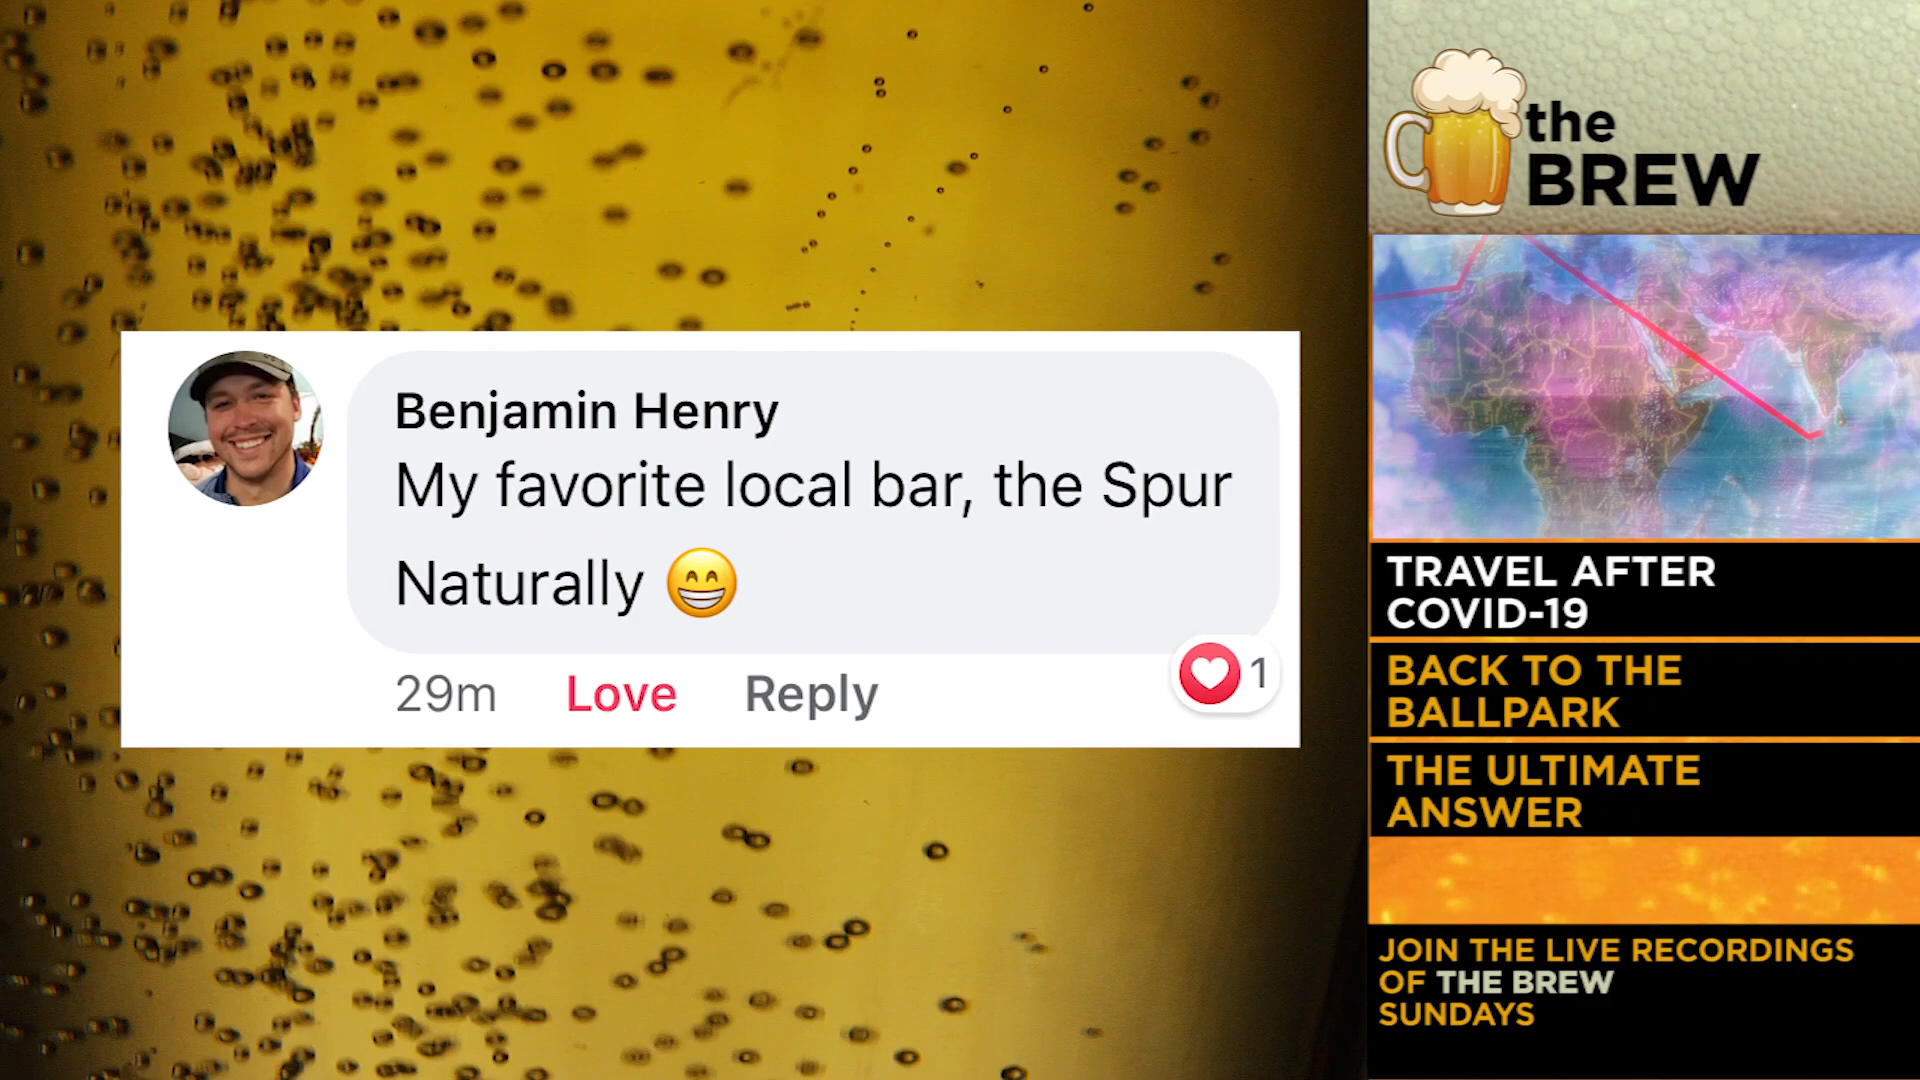 Benjamin Henry
My favorite local bar, the Spur
Naturally 😁
29m Love Reply
1
the
BREW
TRAVEL AFTER
COVID-19
BACK TO THE
BALLPARK
THE ULTIMATE
ANSWER
JOIN THE LIVE RECORDINGS
OF THE BREW
SUNDAYS